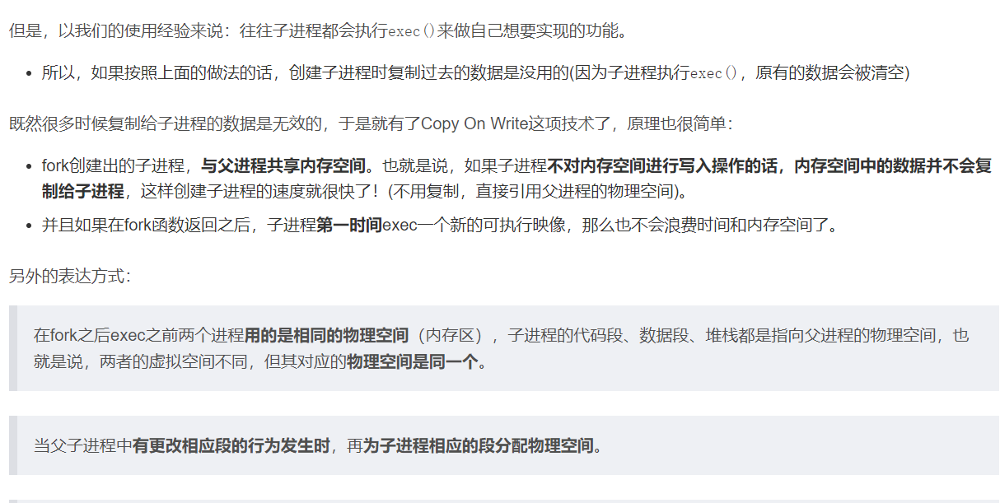 但是，以我们的使用经验来说：往往子进程都会执行exec()来做自己想要实现的功能。
所以，如果按照上面的做法的话，创建子进程时复制过去的数据是没用的(因为子进程执行exec()，原有的数据会被清空)
既然很多时候复制给子进程的数据是无效的，于是就有了Copy On Write这项技术了，原理也很简单：
fork创建出的子进程，与父进程共享内存空间。也就是说，如果子进程不对内存空间进行写入操作的话，内存空间中的数据并不会复
制给子进程，这样创建子进程的速度就很快了！(不用复制，直接引用父进程的物理空间)。
并且如果在fork函数返回之后，子进程第一时间exec一个新的可执行映像，那么也不会浪费时间和内存空间了。
另外的表达方式：
在fork之后exec之前两个进程用的是相同的物理空间（内存区），子进程的代码段、数据段、堆栈都是指向父进程的物理空间，也
就是说，两者的虚拟空间不同，但其对应的物理空间是同一个。
当父子进程中有更改相应段的行为发生时，再为子进程相应的段分配物理空间。